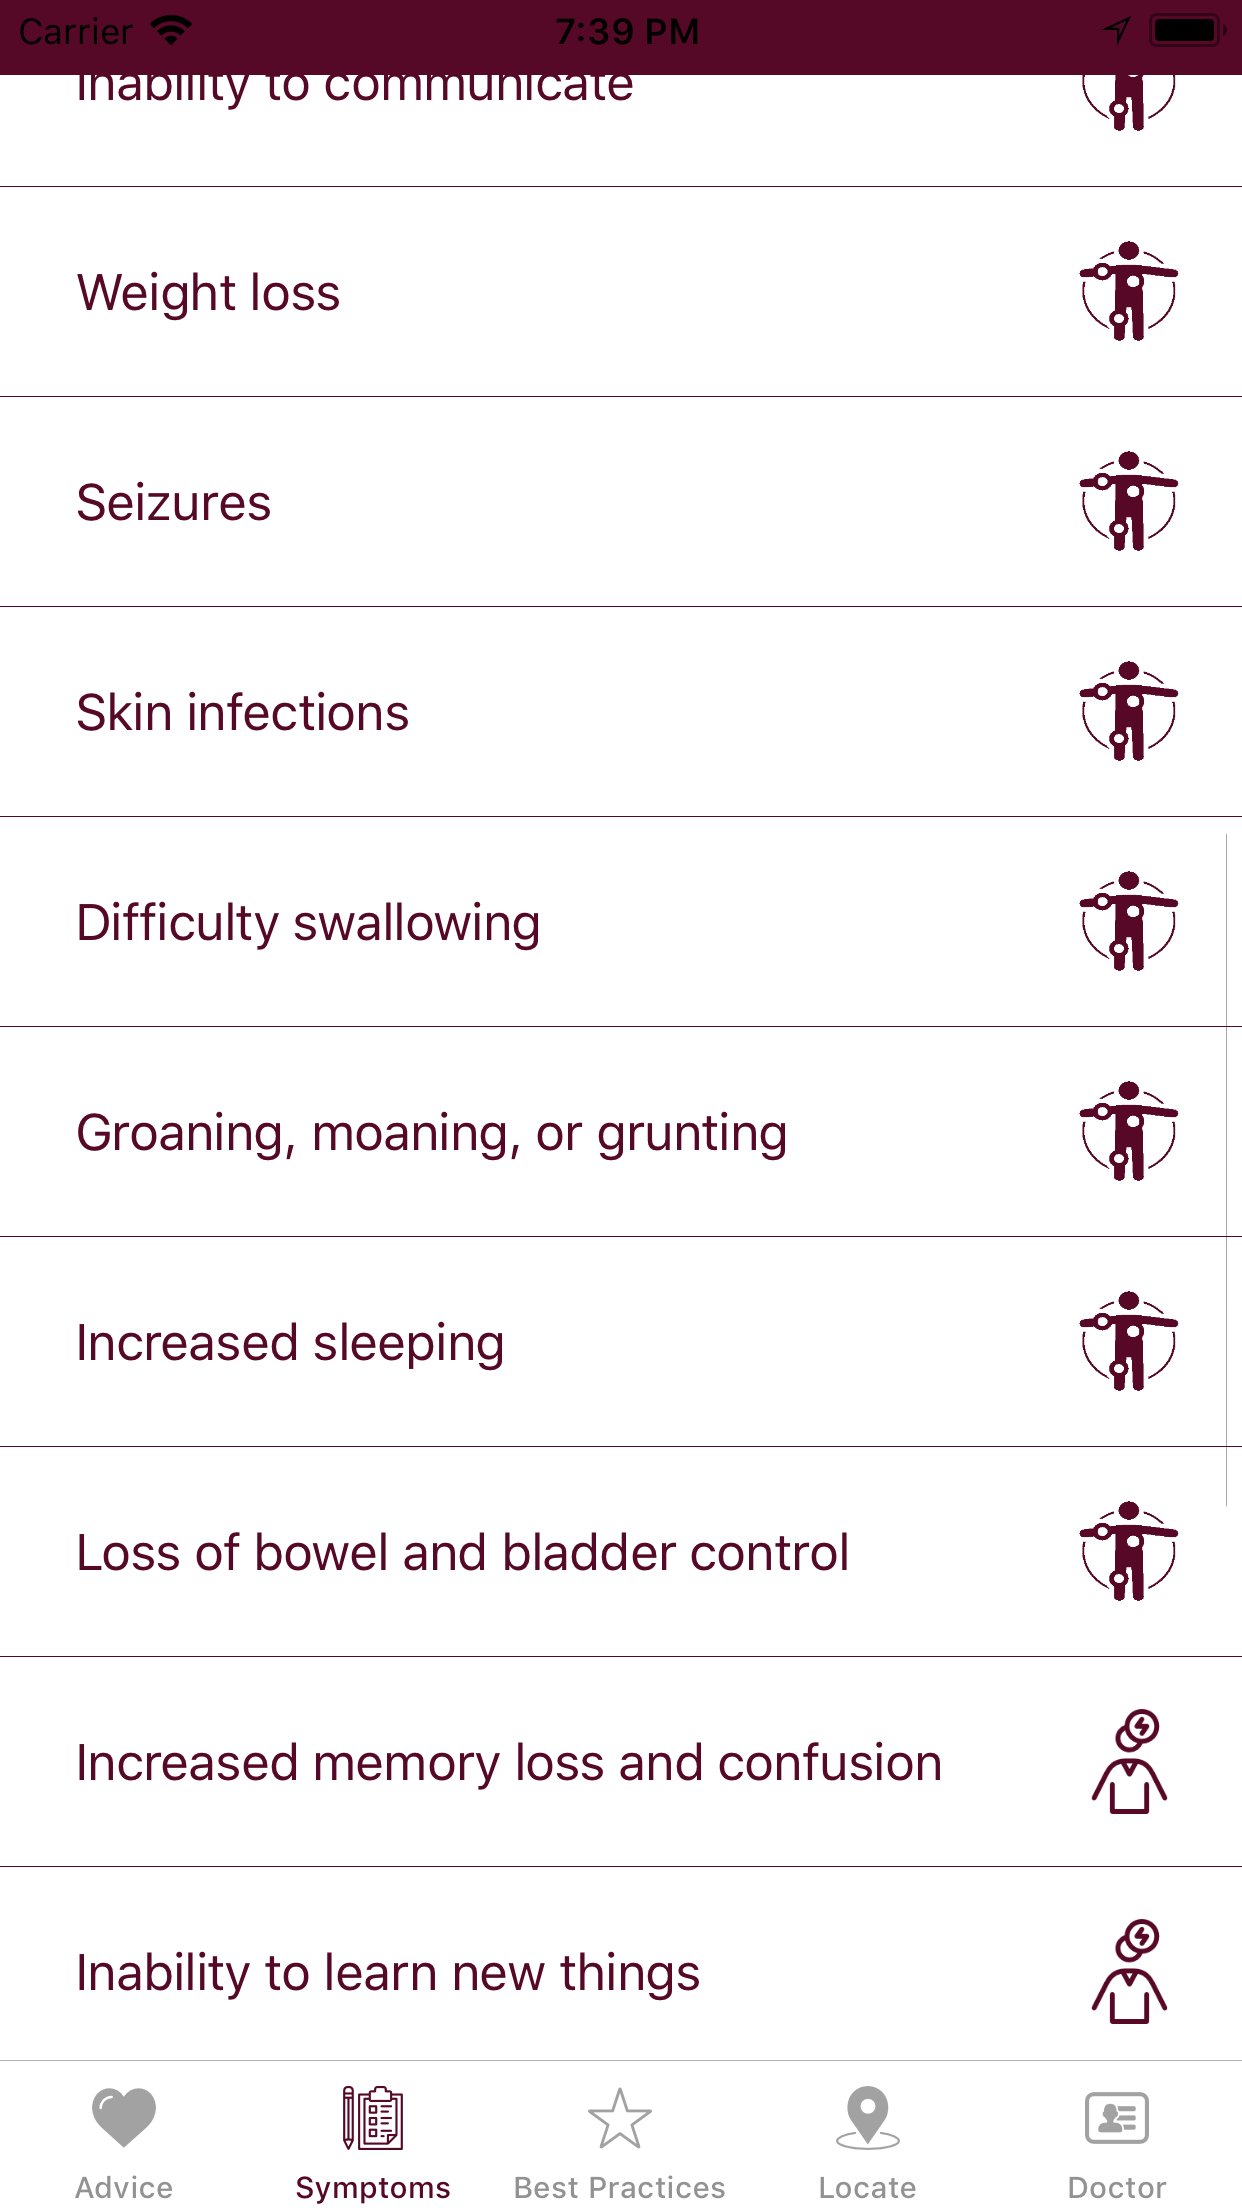 Carrier
7:39 PM
Inability to communicate
Weight loss
Seizures
Skin infections
Difficulty swallowing
Groaning, moaning, or grunting
Increased sleeping
Loss of bowel and bladder control
Increased memory loss and confusion
Inability to learn new things
Advice
Symptoms
Best Practices
Locate
Doctor